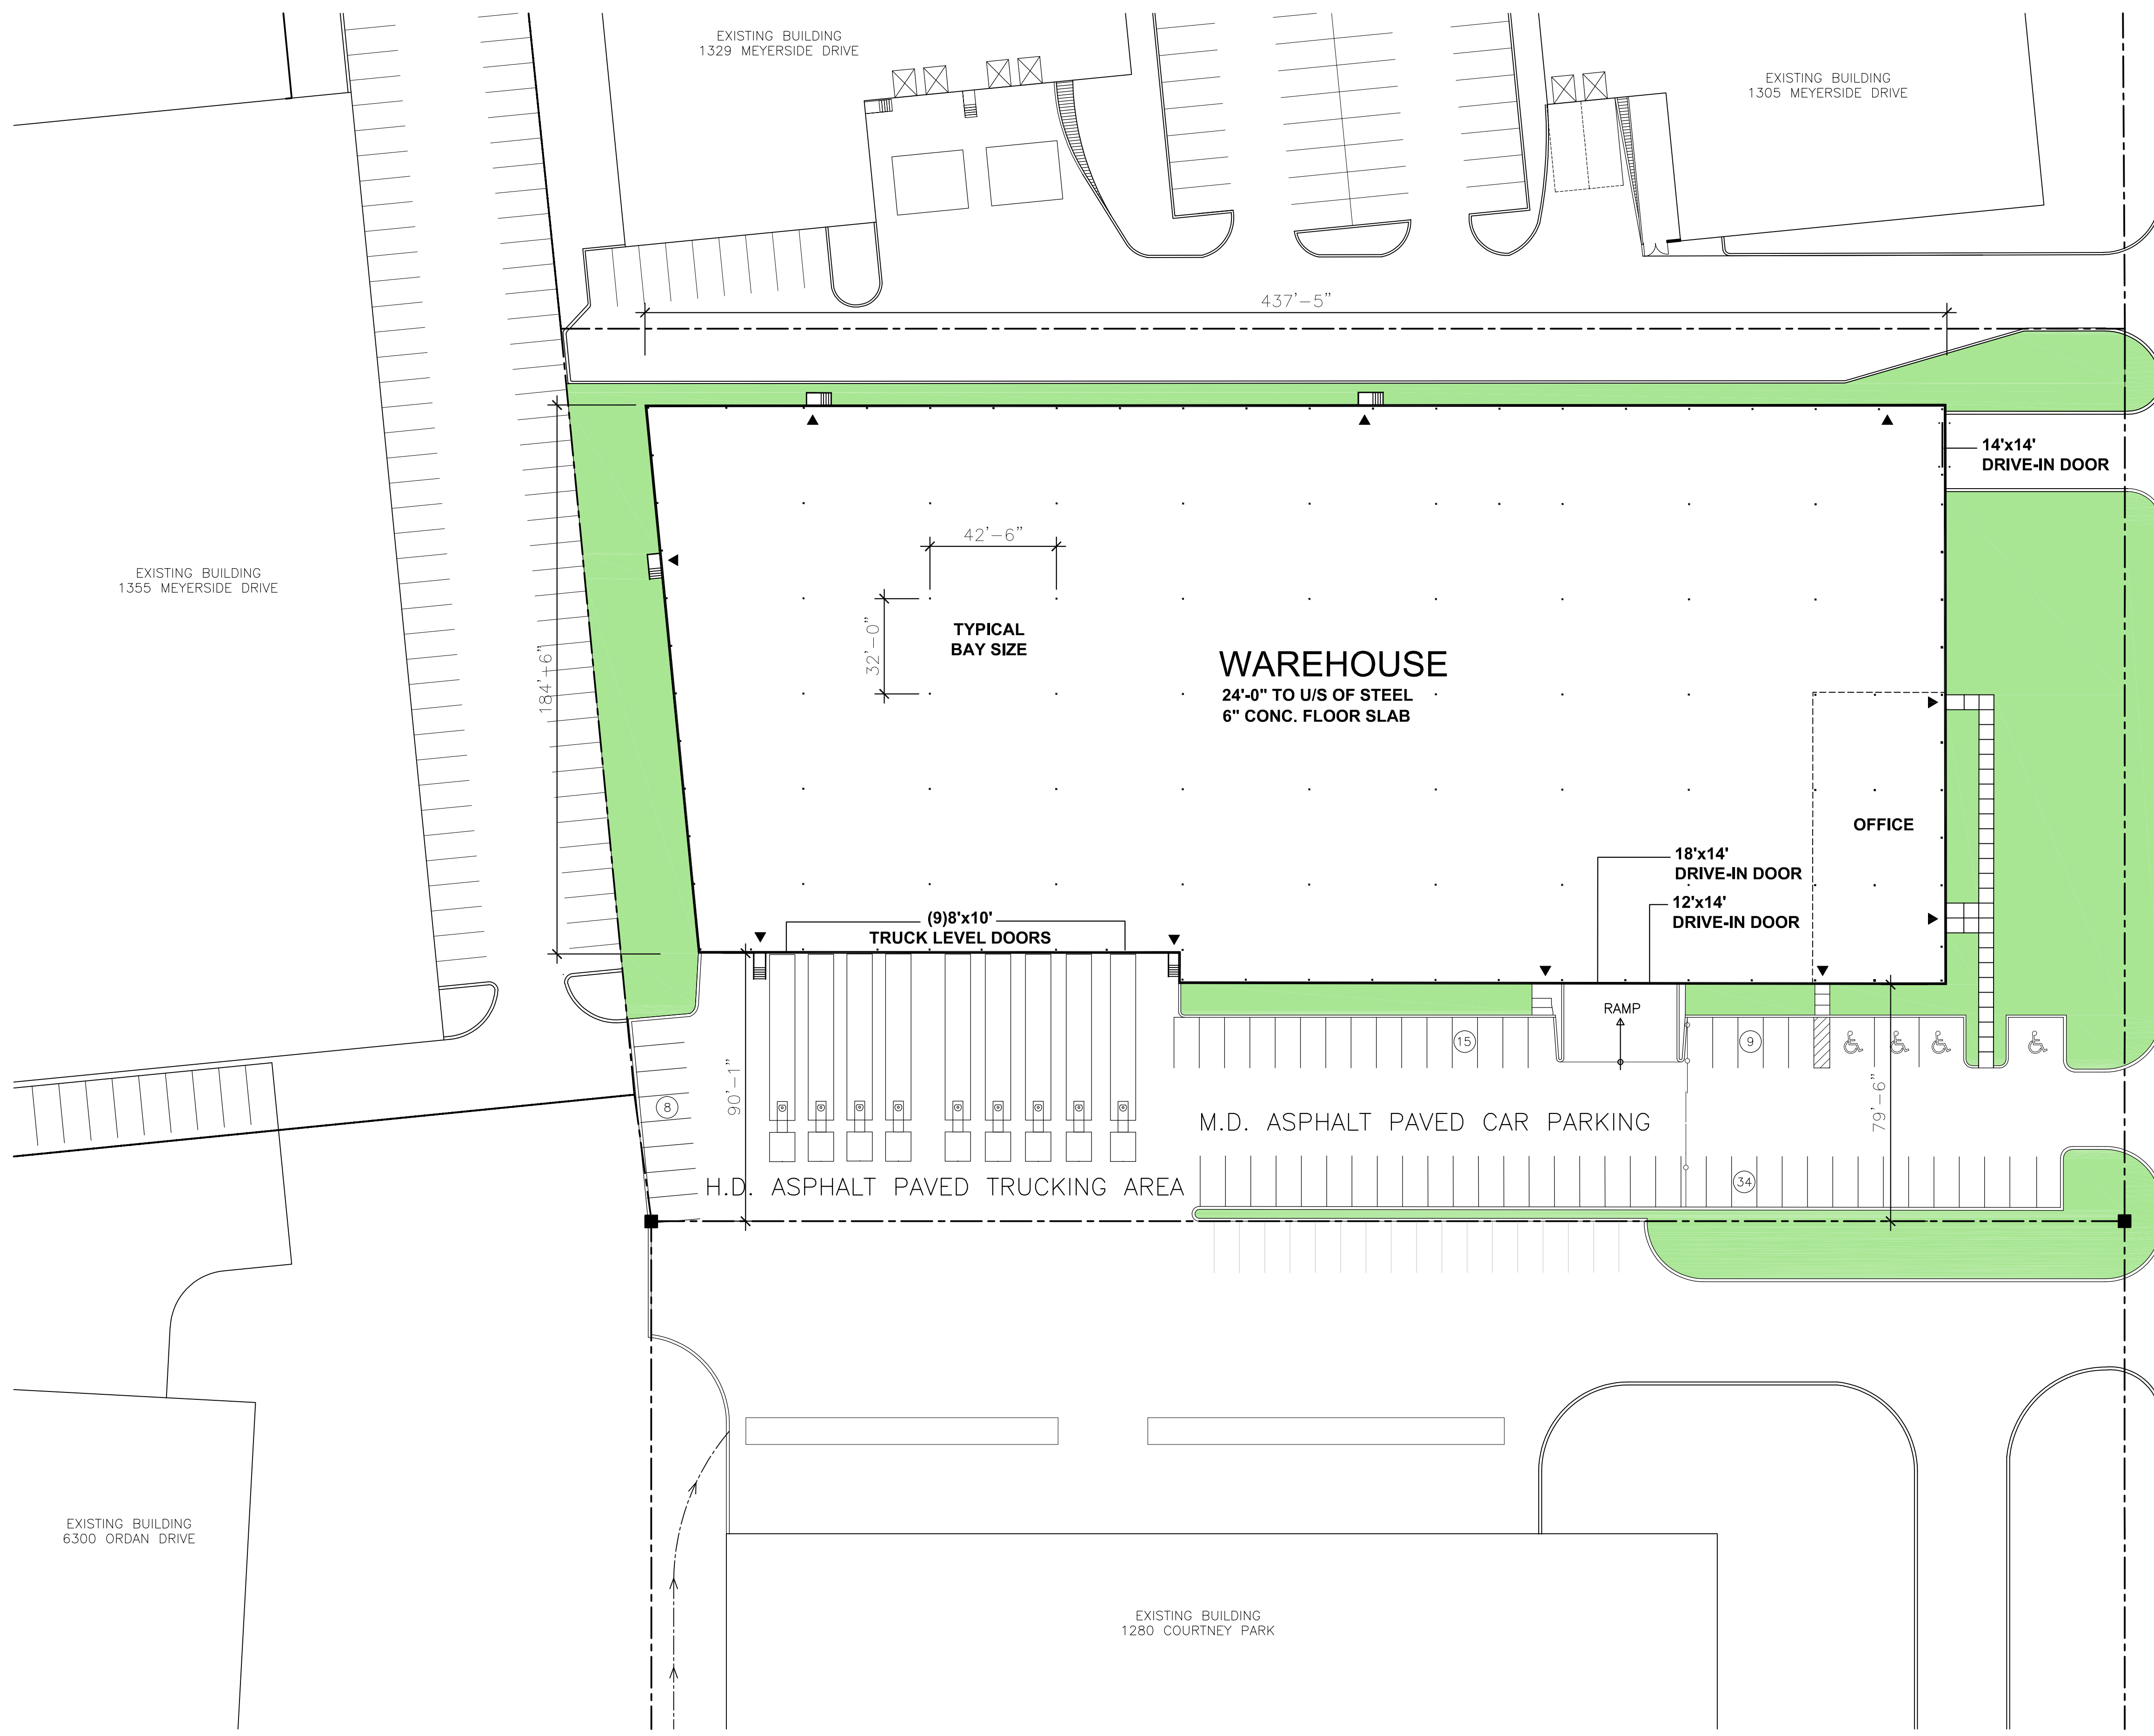 EXISTING BUILDING
1329 MEYERSIDE DRIVE
EXISTING BUILDING
1305 MEYERSIDE DRIVE
437'-5"
14'x14'
DRIVE-IN DOOR
42'-6"
EXISTING BUILDING
1355 MEYERSIDE DRIVE
184'-6"
32'-0"
TYPICAL
BAY SIZE
WAREHOUSE
24'-0" TO U/S OF STEEL
6" CONC. FLOOR SLAB
OFFICE
18'x14'
DRIVE-IN DOOR
12'x14'
DRIVE-IN DOOR
(9)8'x10'
TRUCK LEVEL DOORS
RAMP
15
9
8
90'-1"
79'-6"
M.D. ASPHALT PAVED CAR PARKING
H.D. ASPHALT PAVED TRUCKING AREA
34
EXISTING BUILDING
6300 ORDAN DRIVE
EXISTING BUILDING
1280 COURTNEY PARK